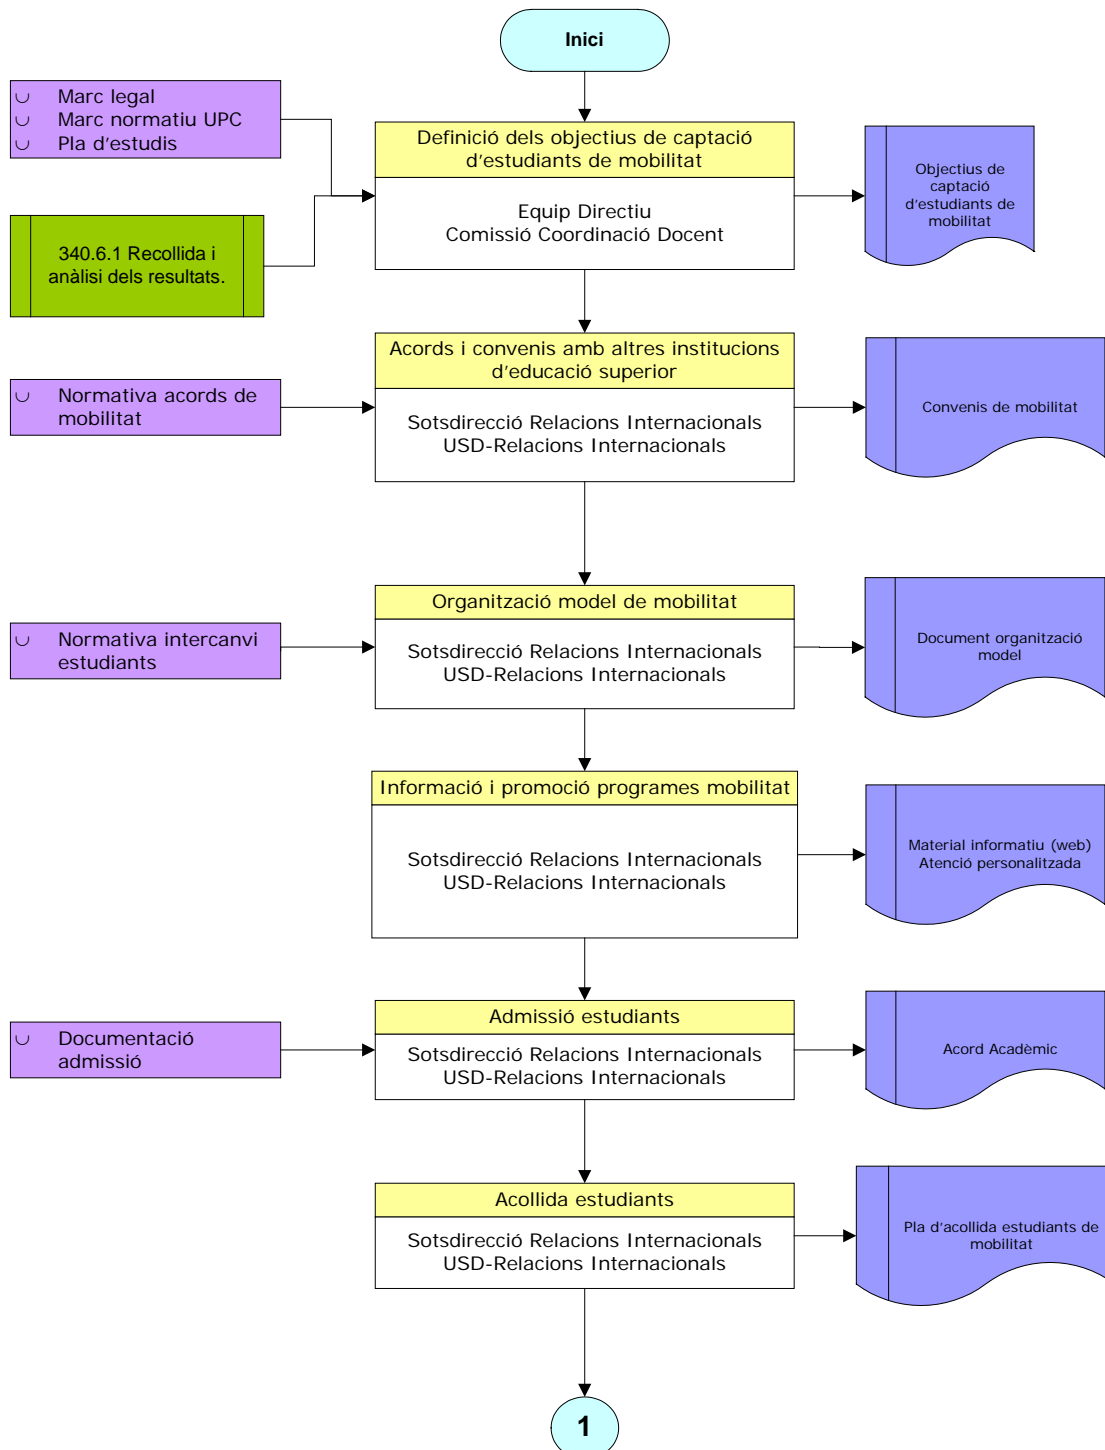 Inici
∪ Marc legal
∪ Marc normatiu UPC
∪ Pla d'estudis
Definició dels objectius de captació
d'estudiants de mobilitat
Equip Directiu
Comissió Coordinació Docent
Objectius de
captació
d'estudiants de
mobilitat
340.6.1 Recollida i
anàlisi dels resultats.
Acords i convenis amb altres institucions
d'educació superior
Sotsdirecció Relacions Internacionals
USD-Relacions Internacionals
∪ Normativa acords de
mobilitat
Convenis de mobilitat
Organització model de mobilitat
Sotsdirecció Relacions Internacionals
USD-Relacions Internacionals
∪ Normativa intercanvi
estudiants
Document organització
model
Informació i promoció programes mobilitat
Sotsdirecció Relacions Internacionals
USD-Relacions Internacionals
Material informatiu (web)
Atenció personalitzada
Admissió estudiants
Sotsdirecció Relacions Internacionals
USD-Relacions Internacionals
∪ Documentació
admissió
Acord Acadèmic
Acollida estudiants
Sotsdirecció Relacions Internacionals
USD-Relacions Internacionals
Pla d'acollida estudiants de
mobilitat
1